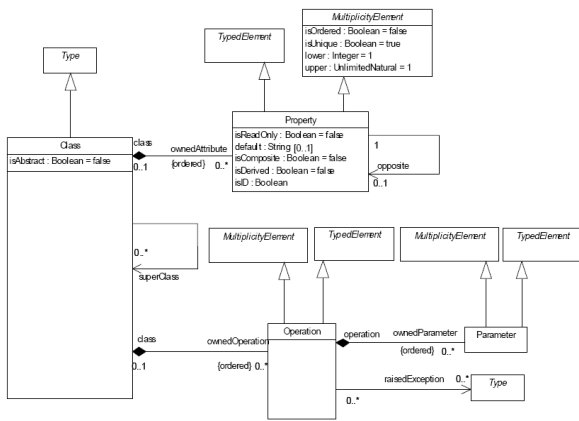 MultiplicityElement
isOrdered : Boolean = false
isUnique : Boolean = true
lower : Integer = 1
upper : UnlimitedNatural = 1
TypedElement
Type
Property
isReadOnly : Boolean = false
default : String [0..1]
isComposite : Boolean = false
isDerived : Boolean = false
isID : Boolean
1
opposite
0..1
Class
isAbstract : Boolean = false
class
0..1
ownedAttribute
{ordered} 0..*
0..*
superClass
MultiplicityElement
TypedElement
MultiplicityElement
TypedElement
class
0..1
ownedOperation
{ordered} 0..*
Operation
operation
ownedParameter
{ordered} 0..*
Parameter
raisedException 0..*
0..*
Type